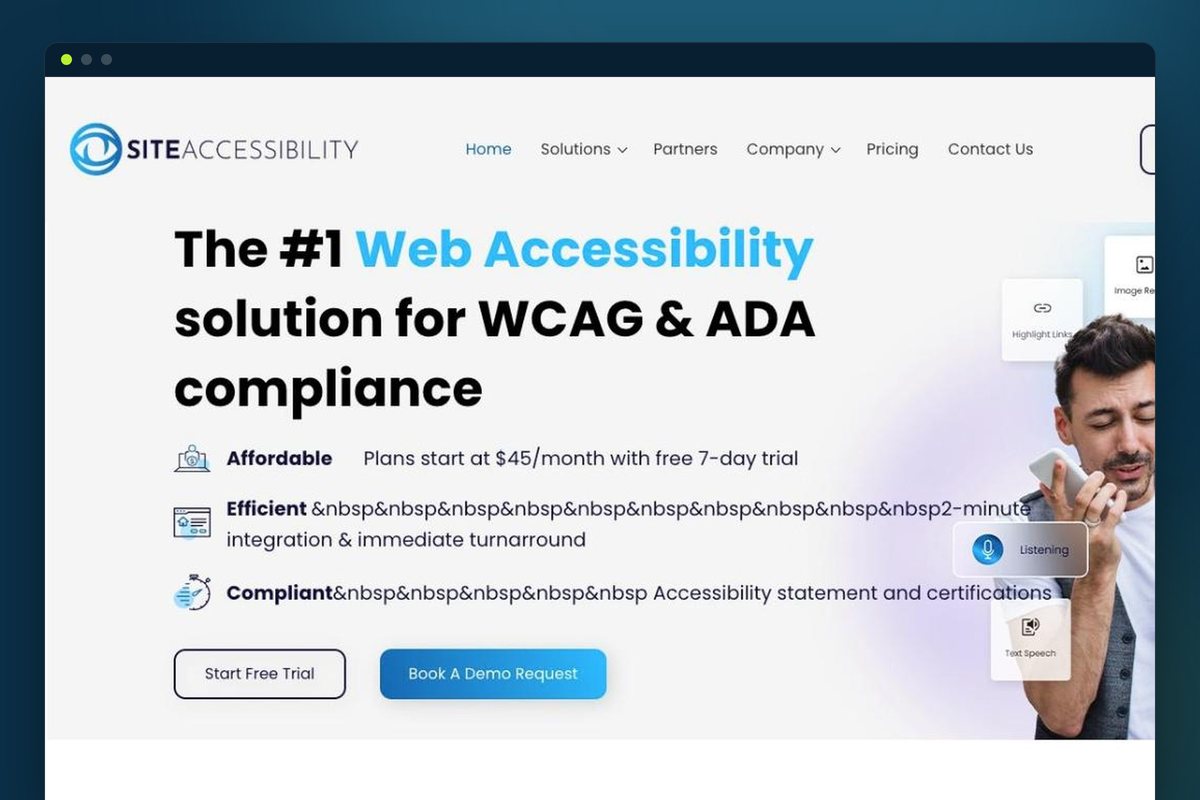 SITEACCESSIBILITY
Home Solutions Partners Company Pricing Contact Us
The #1 Web Accessibility
solution for WCAG & ADA
compliance
Affordable Plans start at $45/month with free 7-day trial
Efficient &nbsp&nbsp&nbsp&nbsp&nbsp&nbsp&nbsp&nbsp&nbsp&nbsp2-minute
integration & immediate turnarround
Compliant&nbsp&nbsp&nbsp&nbsp&nbsp Accessibility statement and certifications
Start Free Trial
Book A Demo Request
Image
Highlight Links
Listening
Text Speech